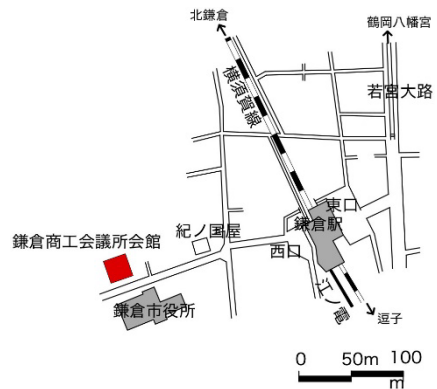 北鎌倉
鶴岡八幡宮
横須賀線
若宮大路
東口
鎌倉駅
紀ノ国屋
鎌倉商工会議所会館
西口
鎌倉市役所
江ノ電
逗子
0 50m 100
m